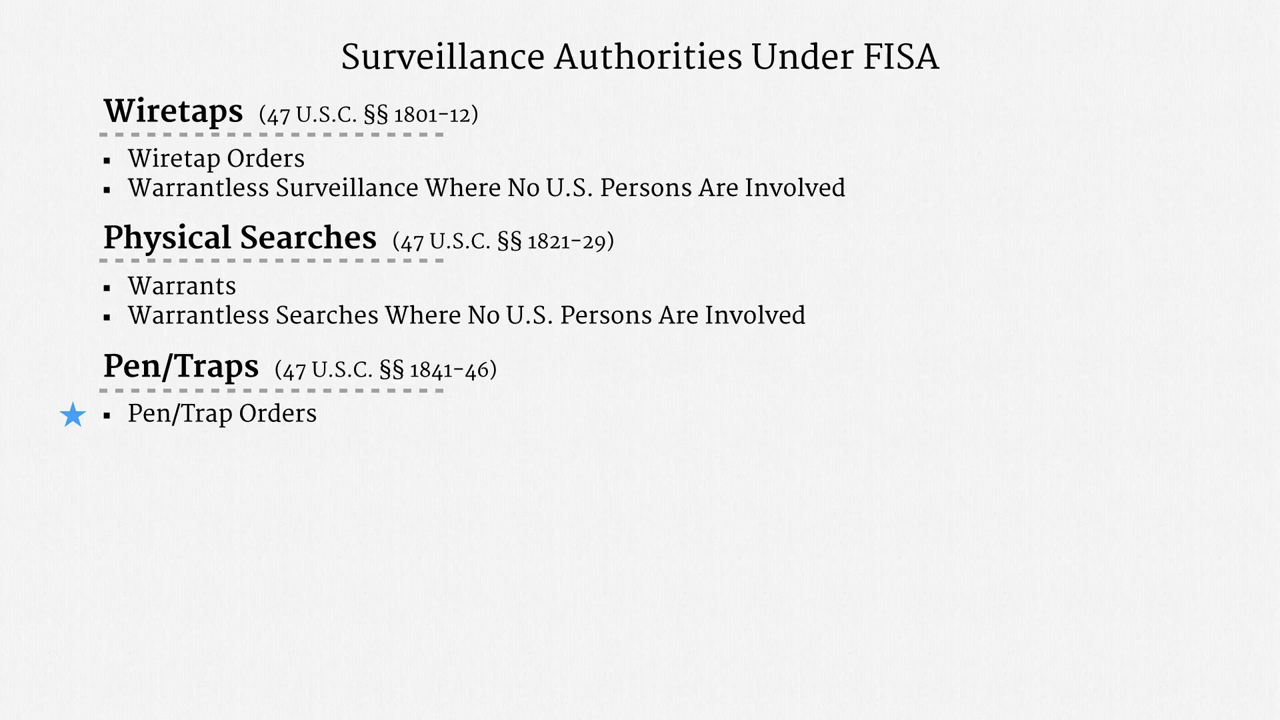 Surveillance Authorities Under FISA
Wiretaps (47 U.S.C. §§ 1801-12)
▪ Wiretap Orders
▪ Warrantless Surveillance Where No U.S. Persons Are Involved
Physical Searches (47 U.S.C. §§ 1821-29)
▪ Warrants
▪ Warrantless Searches Where No U.S. Persons Are Involved
Pen/Traps (47 U.S.C. §§ 1841-46)
▪ Pen/Trap Orders